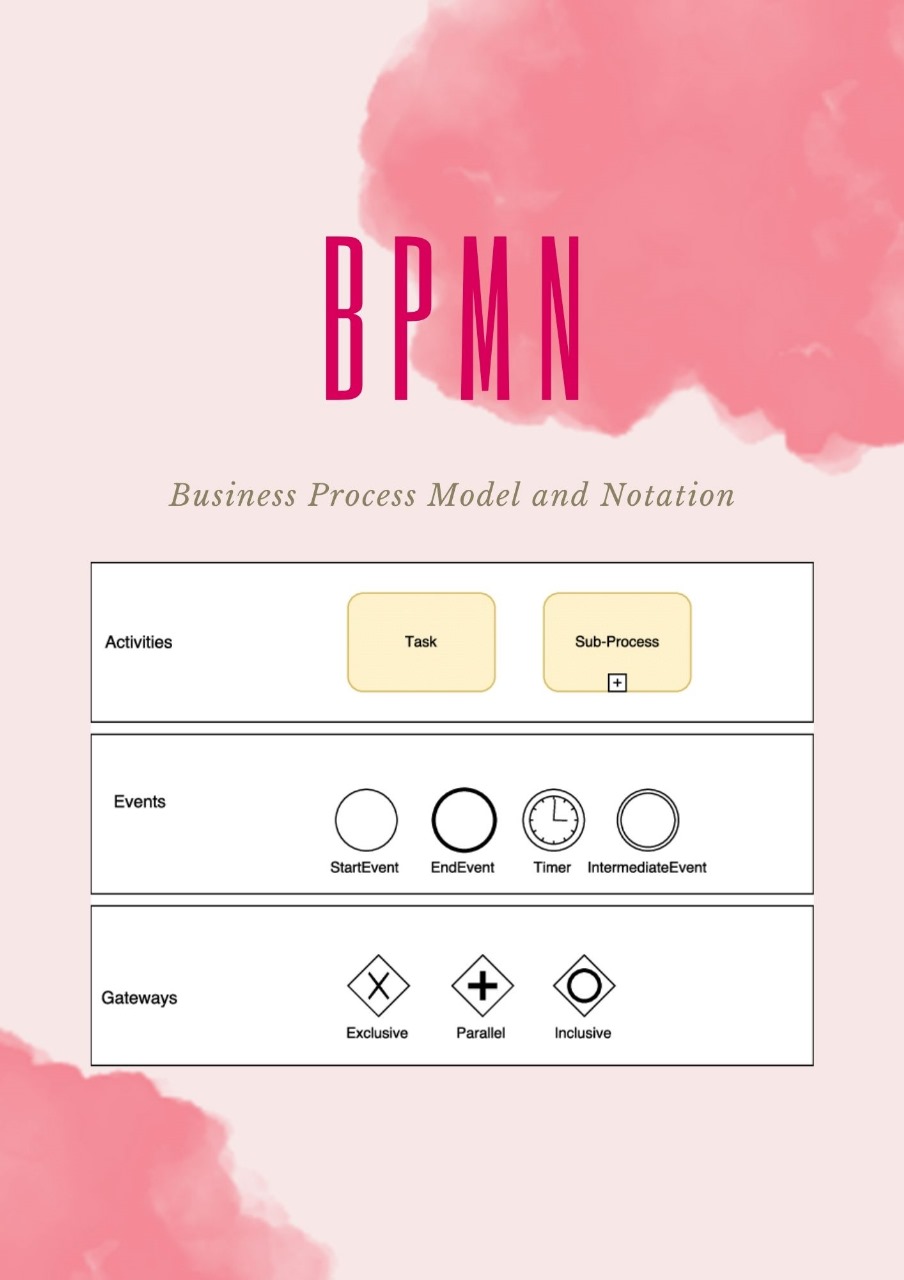 BPMN
Business Process Model and Notation
Activities
Task
Sub-Process
Events
StartEvent
EndEvent
Timer
IntermediateEvent
Gateways
Exclusive
Parallel
Inclusive